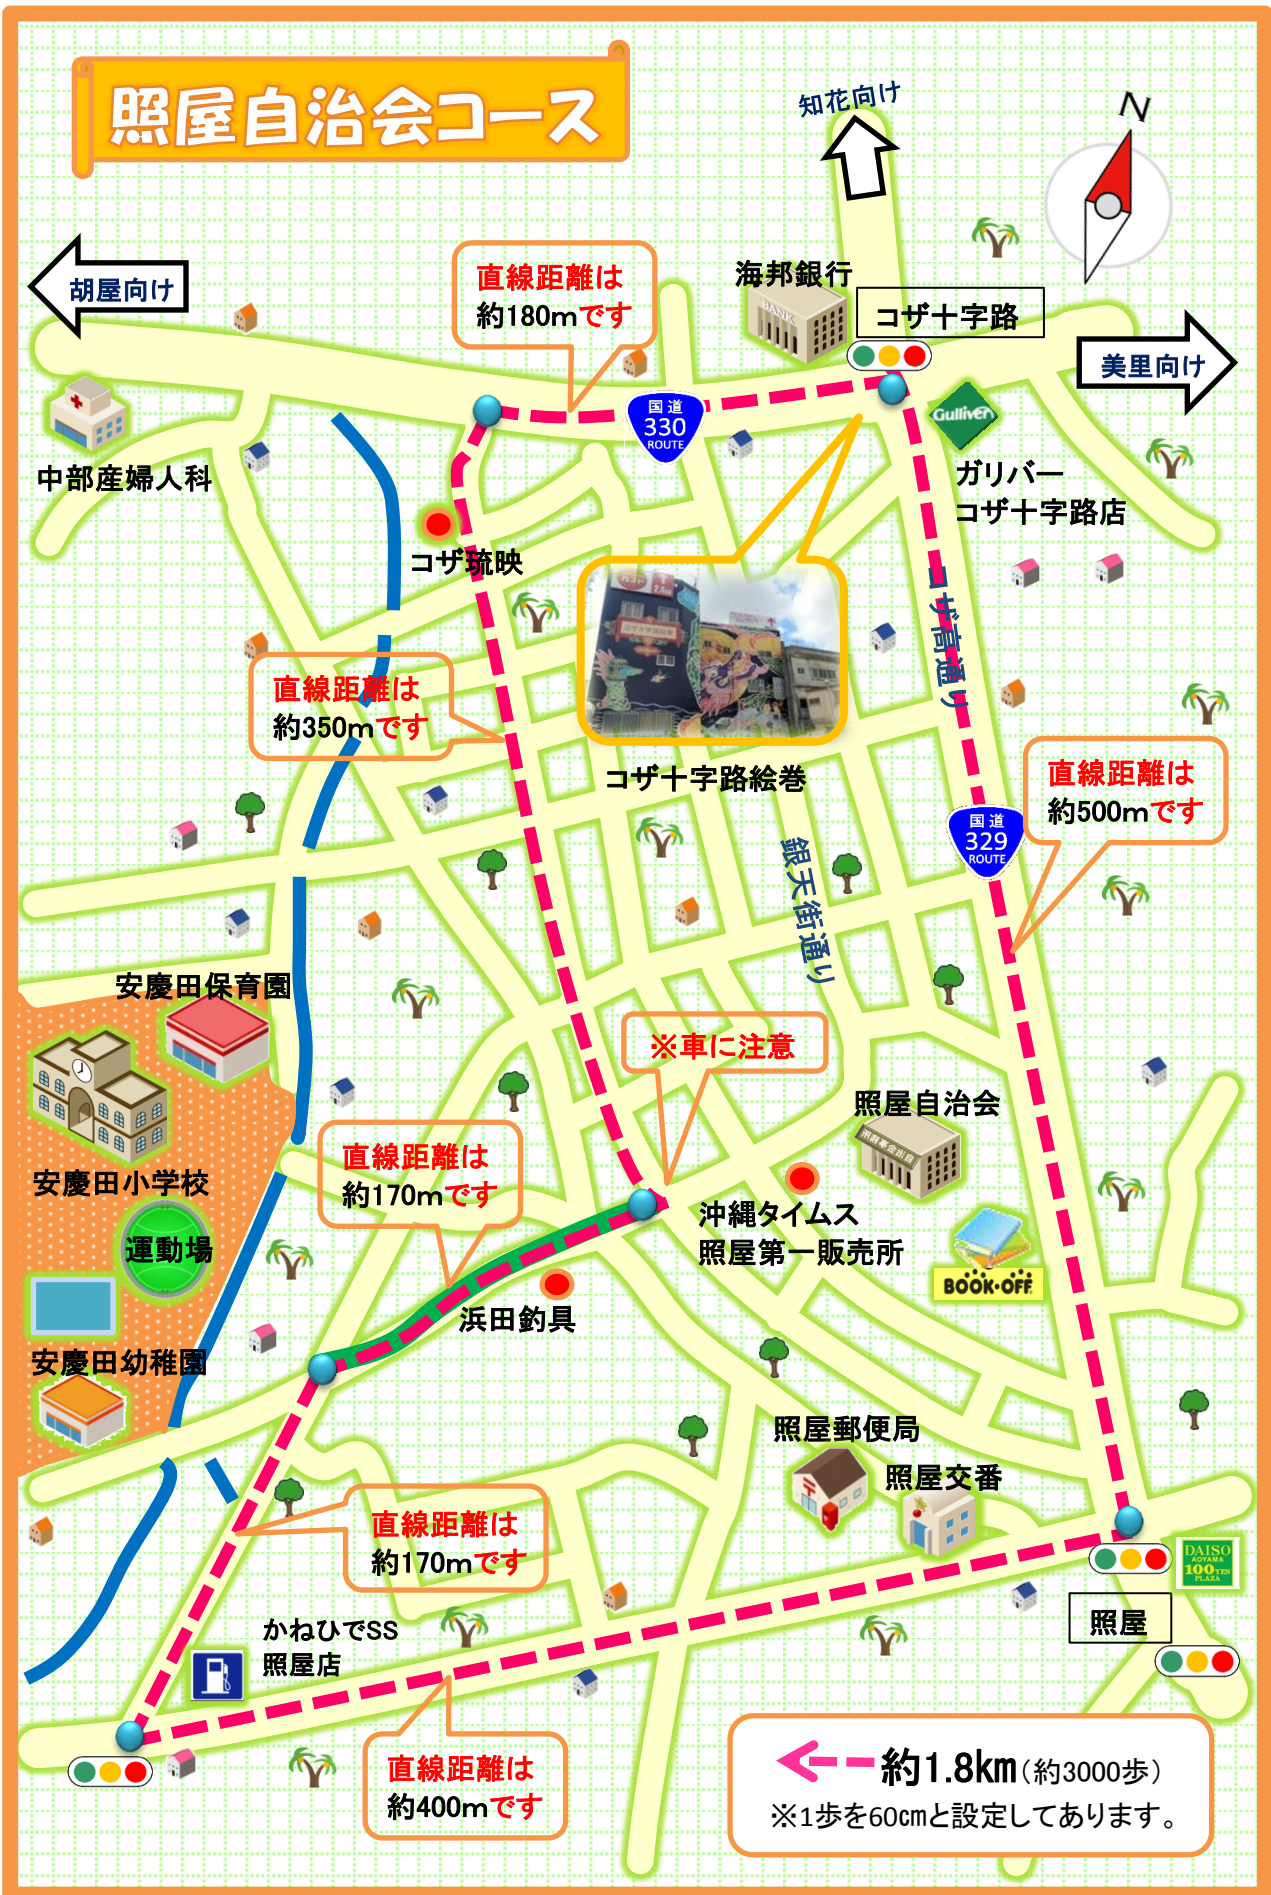 照屋自治会コース
知花向け
N
胡屋向け
直線距離は
約180mです
海邦銀行
BANK
コザ十字路
美里向け
国道
330
ROUTE
Gulliver
ガリバー
コザ十字路店
中部産婦人科
コザ琉映
コザ高通り
直線距離は
約350mです
コザ十字路絵巻
直線距離は
約500mです
国道
329
ROUTE
銀天街通り
安慶田保育園
※車に注意
照屋自治会
直線距離は
約170mです
安慶田小学校
沖縄タイムス
照屋第一販売所
運動場
BOOK・OFF
浜田釣具
安慶田幼稚園
照屋郵便局
照屋交番
直線距離は
約170mです
DAISO
AOYAMA
100YEN
PLAZA
照屋
かねひでSS
照屋店
直線距離は
約400mです
約1.8km(約3000歩)
※1歩を60cmと設定してあります。